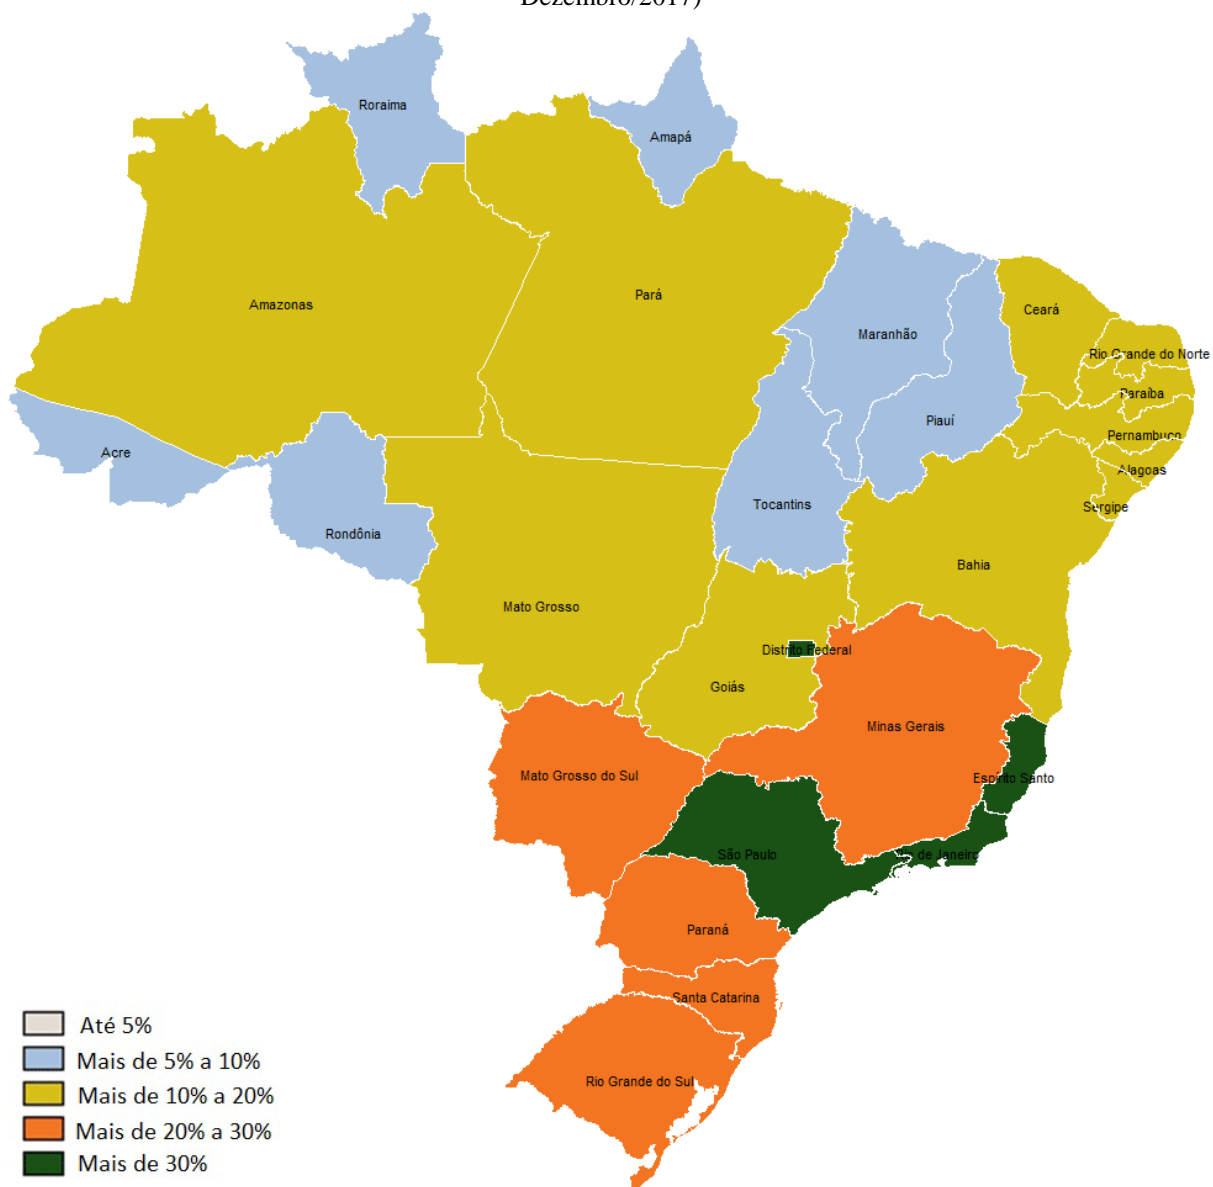 Dezembro/2017)
Roraima
Amapá
Amazonas
Pará
Maranhão
Ceará
Rio Grande do Norte
Paraíba
Piauí
Pernambuco
Acre
Alagoas
Tocantins
Sergipe
Rondônia
Bahia
Mato Grosso
Distrito Federal
Goiás
Minas Gerais
Mato Grosso do Sul
Espírito Santo
São Paulo
Rio de Janeiro
Paraná
Santa Catarina
Rio Grande do Sul
Até 5%
Mais de 5% a 10%
Mais de 10% a 20%
Mais de 20% a 30%
Mais de 30%